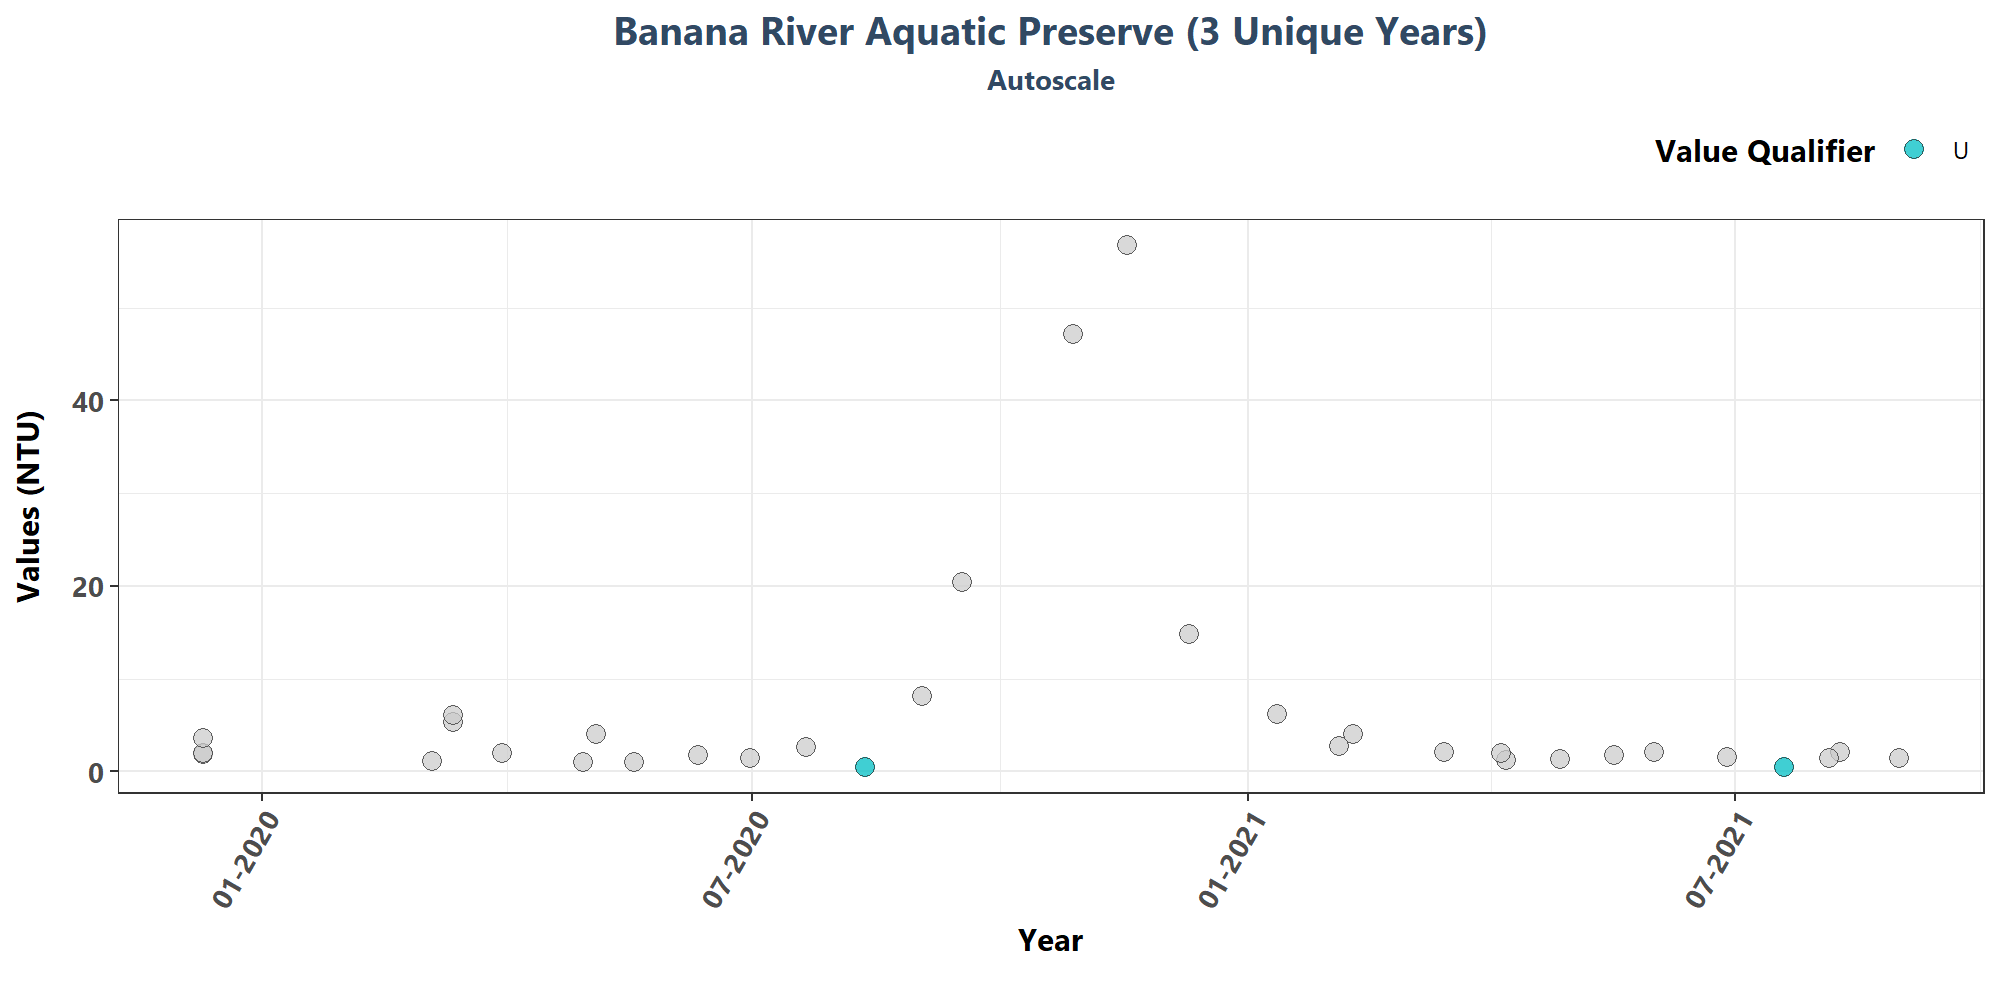 Banana River Aquatic Preserve (3 Unique Years)
Autoscale
Value Qualifier U
Values (NTU)
40
20
0
01-2020
07-2020
01-2021
07-2021
Year